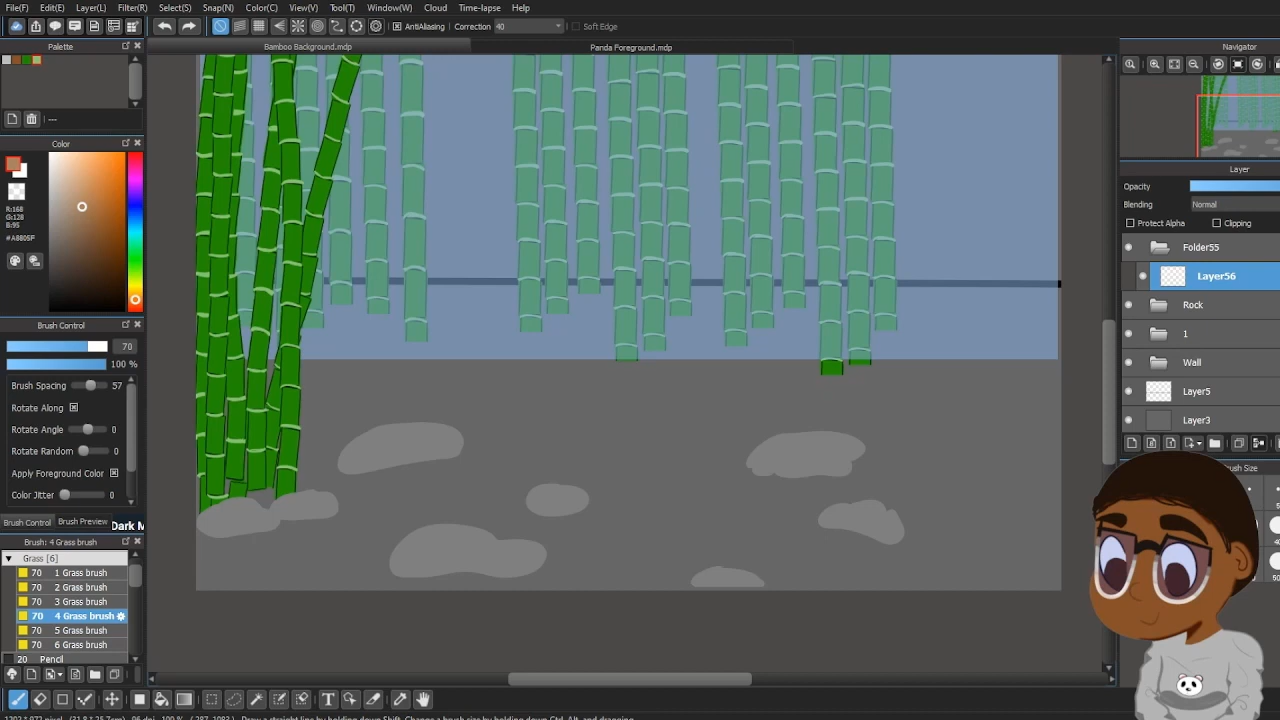 File(F) Edit(E) Layer(L) Filter(R) Select(S) Snap(N) Color(C) View(V) Tool(T) Window(W) Cloud Time-lapse Help
AntiAliasing Correction 40 Soft Edge
Palette
Bamboo Background.mdp Panda Foreground.mdp
Navigator
---
Color
R:168
G:128
B:95
#A8805F
Layer
Opacity
Blending Normal
Protect Alpha Clipping
Folder55
Layer56
Rock
1
Wall
Layer5
Layer3
Brush Control
70
100 %
Brush Spacing 57
Rotate Along
Rotate Angle 0
Rotate Random 0
Apply Foreground Color
Color Jitter 0
Brush Control Brush Preview Dark M
Brush: 4 Grass brush
Grass [6]
70 1 Grass brush
70 2 Grass brush
70 3 Grass brush
70 4 Grass brush
70 5 Grass brush
70 6 Grass brush
20 Pencil
Size